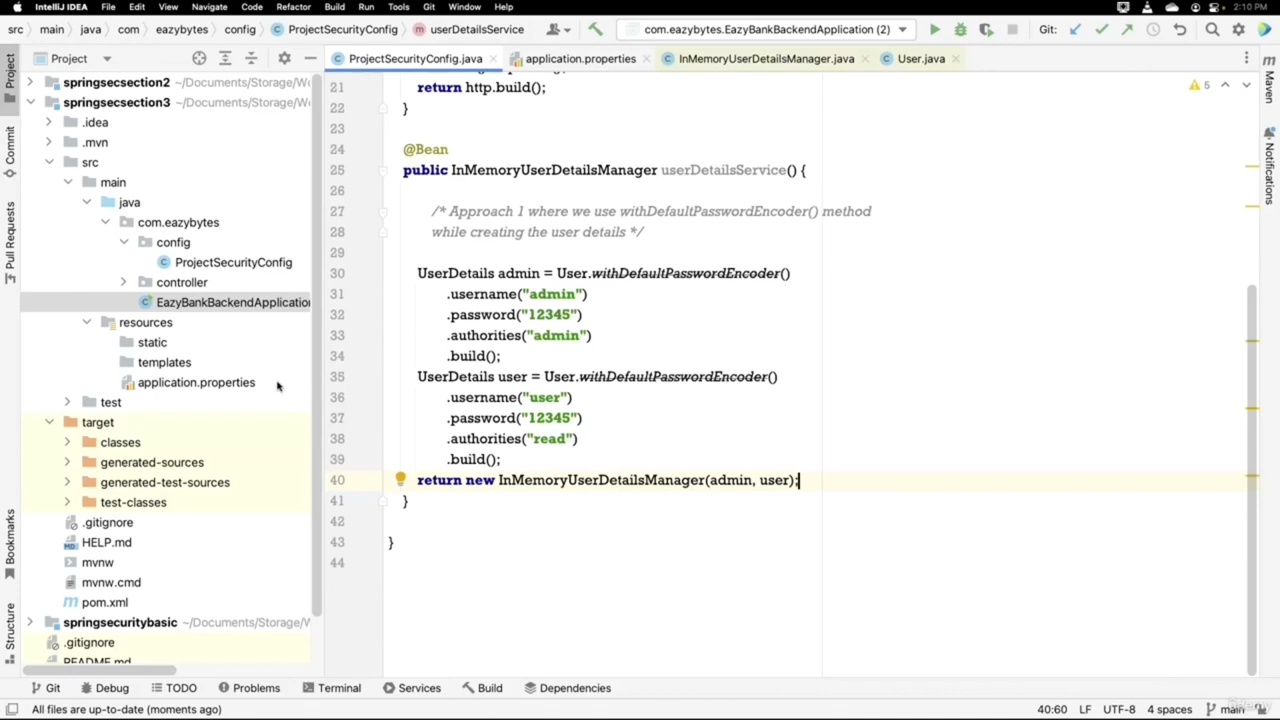 IntelliJ IDEA File Edit View Navigate Code Refactor Build Run Tools Git Window Help 2:10 PM
src main java com eazybytes config ProjectSecurityConfig userDetailsService com.eazybytes.EazyBankBackendApplication (2) Git:
Project ProjectSecurityConfig.java application.properties InMemoryUserDetailsManager.java User.java
springsecsection2 ~/Documents/Storage/W
springsecsection3 ~/Documents/Storage/W
.idea
.mvn
src
main
java
com.eazybytes
config
ProjectSecurityConfig
controller
EazyBankBackendApplication
resources
static
templates
application.properties
test
target
classes
generated-sources
generated-test-sources
test-classes
.gitignore
HELP.md
mvnw
mvnw.cmd
pom.xml
springsecuritybasic ~/Documents/Storage/W
.gitignore
README.md
Project
Commit
Pull Requests
Bookmarks
Structure
21 return http.build();
22 }
23
24 @Bean
25 public InMemoryUserDetailsManager userDetailsService() {
26
27 /* Approach 1 where we use withDefaultPasswordEncoder() method
28 while creating the user details */
29
30 UserDetails admin = User.withDefaultPasswordEncoder()
31 .username("admin")
32 .password("12345")
33 .authorities("admin")
34 .build();
35 UserDetails user = User.withDefaultPasswordEncoder()
36 .username("user")
37 .password("12345")
38 .authorities("read")
39 .build();
40 return new InMemoryUserDetailsManager(admin, user);
41 }
42
43 }
44
5
Maven
Notifications
Git Debug TODO Problems Terminal Services Build Dependencies
All files are up-to-date (moments ago) 40:60 LF UTF-8 4 spaces main